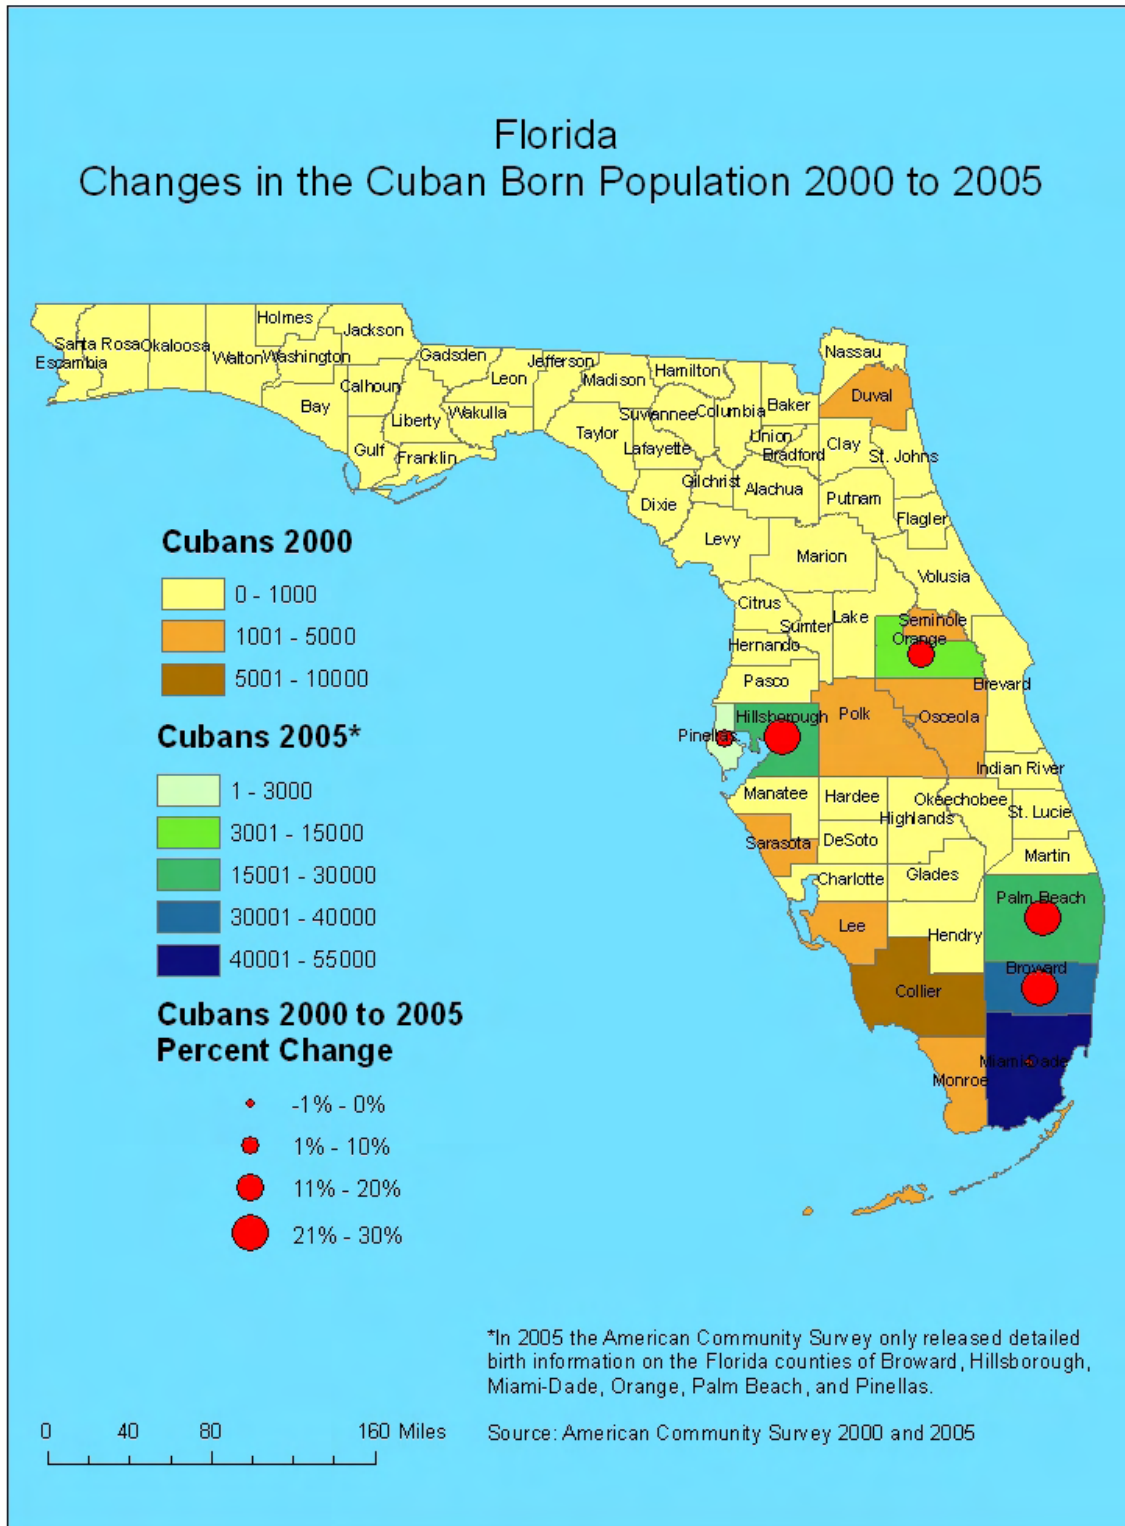 Florida
Changes in the Cuban Born Population 2000 to 2005
Holmes
Jackson
Santa Rosa
Okaloosa
Escambia
Walton
Washington
Gadsden
Jefferson
Hamilton
Nassau
Calhoun
Leon
Madison
Duval
Bay
Liberty
Wakulla
Suwannee
Columbia
Baker
Taylor
Union
Gulf
Franklin
Lafayette
Bradford
Clay
St. Johns
Gilchrist
Alachua
Putnam
Dixie
Flagler
Levy
Marion
Volusia
Citrus
Sumter
Lake
Seminole
Hernando
Orange
Pasco
Brevard
Pinellas
Hillsborough
Polk
Osceola
Indian River
Manatee
Hardee
Okeechobee
Highlands
St. Lucie
Sarasota
DeSoto
Martin
Charlotte
Glades
Palm Beach
Lee
Hendry
Broward
Collier
Miami-Dade
Monroe
Cubans 2000
0 - 1000
1001 - 5000
5001 - 10000
Cubans 2005*
1 - 3000
3001 - 15000
15001 - 30000
30001 - 40000
40001 - 55000
Cubans 2000 to 2005
Percent Change
-1% - 0%
1% - 10%
11% - 20%
21% - 30%
*In 2005 the American Community Survey only released detailed
birth information on the Florida counties of Broward, Hillsborough,
Miami-Dade, Orange, Palm Beach, and Pinellas.
Source: American Community Survey 2000 and 2005
0 40 80 160 Miles